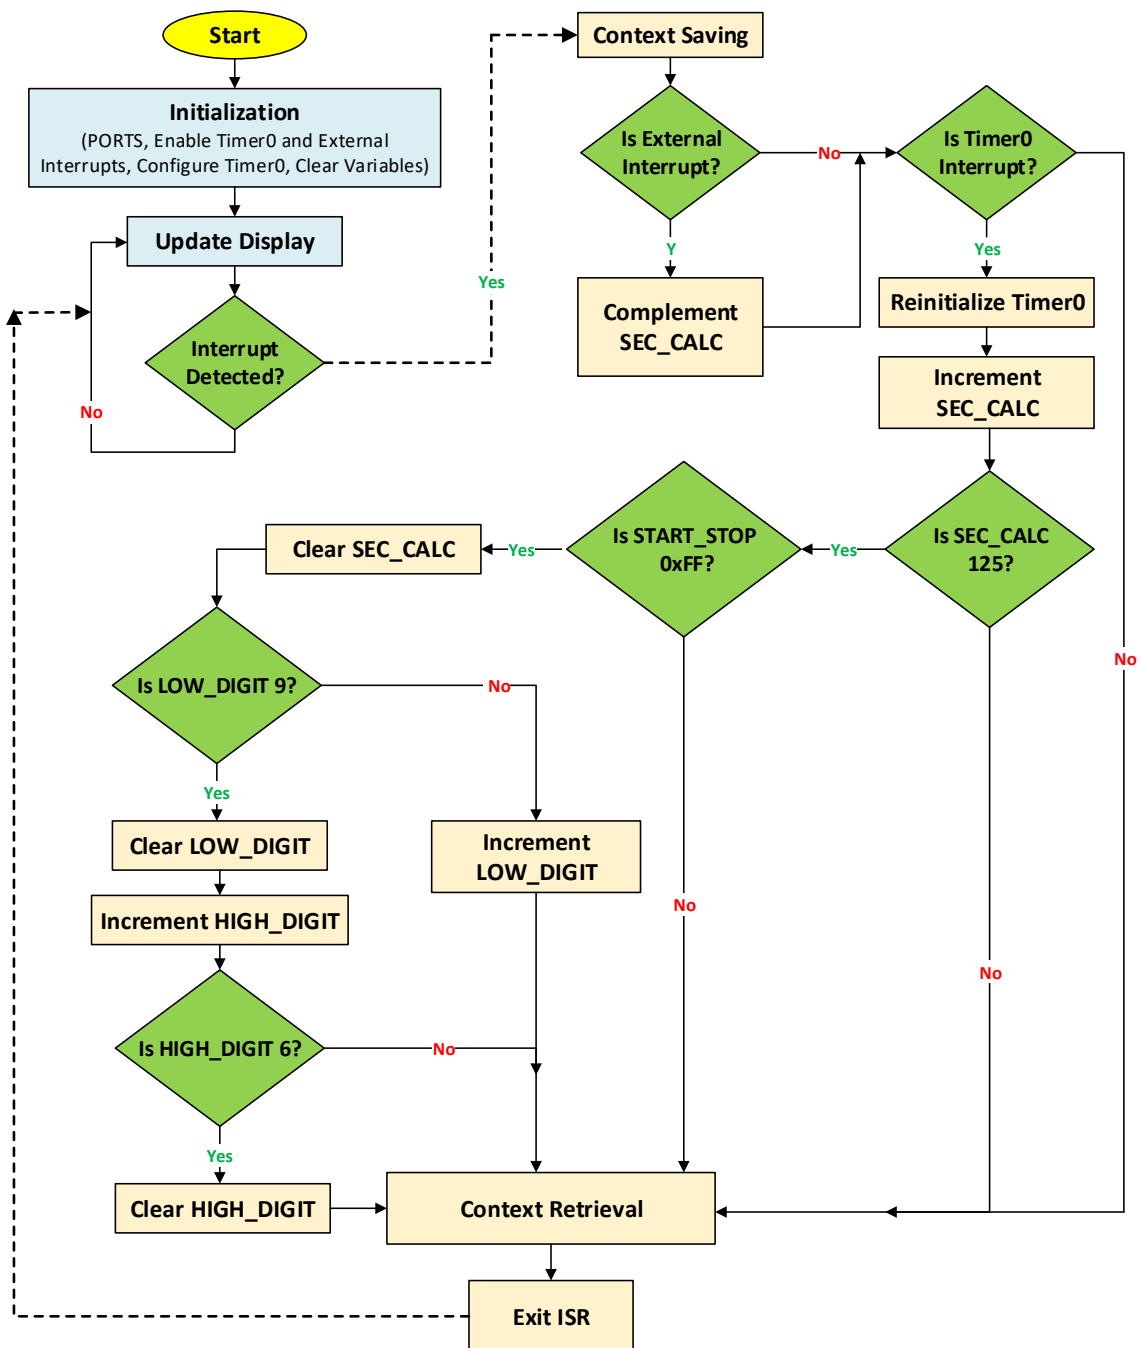 Start
Initialization
(PORTS, Enable Timer0 and External
Interrupts, Configure Timer0, Clear Variables)
Update Display
Interrupt
Detected?
No
Yes
Context Saving
Is External
Interrupt?
No
Y
Complement
SEC_CALC
Is Timer0
Interrupt?
No
Yes
Reinitialize Timer0
Increment
SEC_CALC
Is SEC_CALC
125?
Yes
No
Is START_STOP
0xFF?
Yes
No
Clear SEC_CALC
Is LOW_DIGIT 9?
No
Yes
Clear LOW_DIGIT
Increment
LOW_DIGIT
Increment HIGH_DIGIT
Is HIGH_DIGIT 6?
No
Yes
Clear HIGH_DIGIT
Context Retrieval
Exit ISR